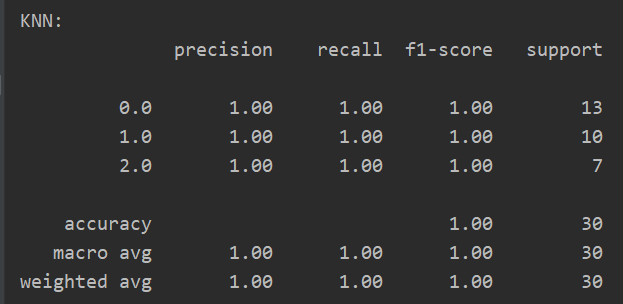 KNN:
precision recall f1-score support
0.0 1.00 1.00 1.00 13
1.0 1.00 1.00 1.00 10
2.0 1.00 1.00 1.00 7
accuracy 1.00 30
macro avg 1.00 1.00 1.00 30
weighted avg 1.00 1.00 1.00 30